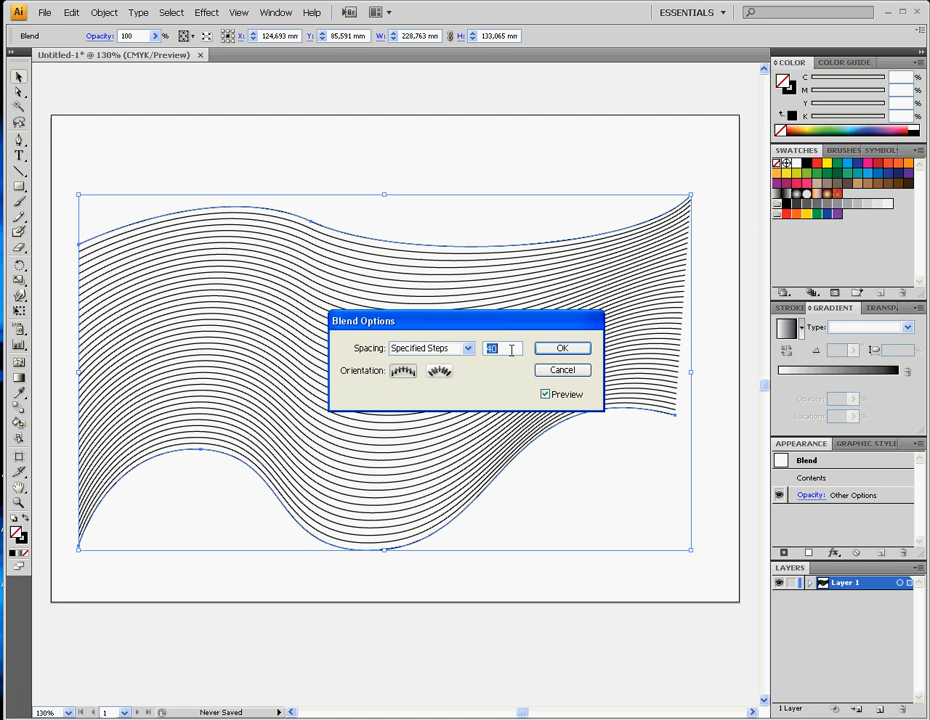 Ai File Edit Object Type Select Effect View Window Help Br ESSENTIALS
Blend Opacity: 100 % X: 124,693 mm Y: 85,591 mm W: 228,763 mm H: 133,065 mm
Untitled-1* @ 130% (CMYK/Preview) ×
COLOR COLOR GUIDE
C %
M %
Y %
K %
SWATCHES BRUSHES SYMBOL
STROKE GRADIENT TRANSP
Type:
Opacity: %
Location: %
Blend Options
Spacing: Specified Steps OK
Orientation: Cancel
Preview
APPEARANCE GRAPHIC STYLE
Blend
Contents
Opacity: Other Options
LAYERS
Layer 1
130% 1 Never Saved 1 Layer